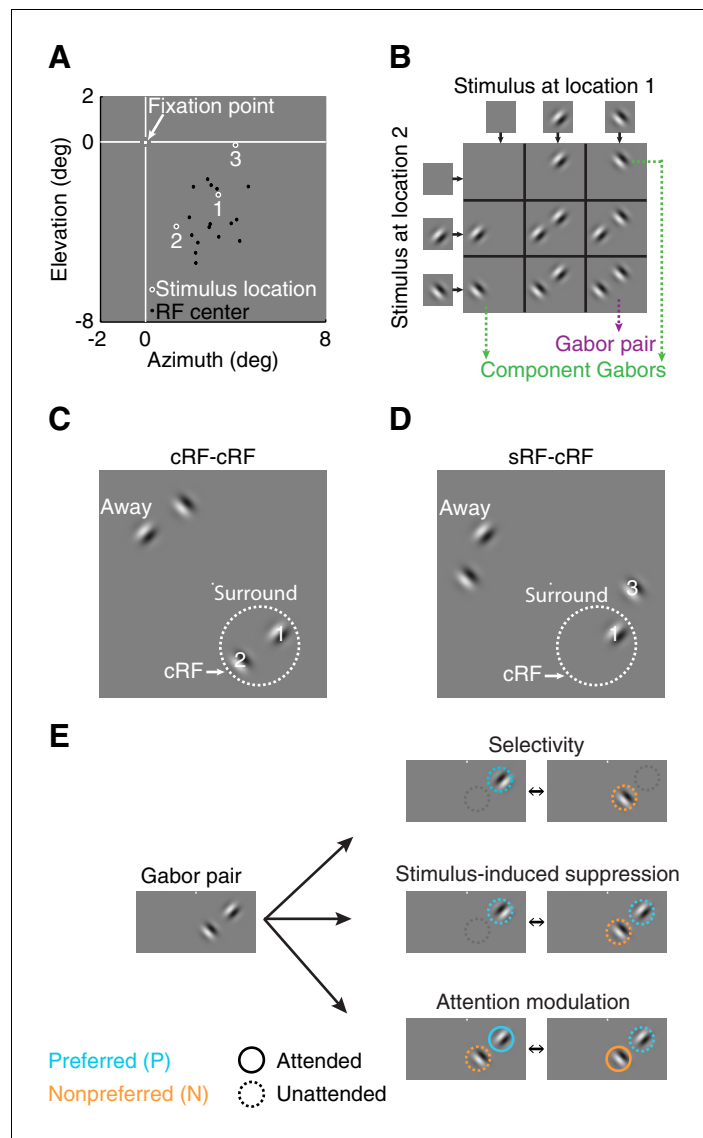 A
2
Fixation point
0
3
1
2
Elevation (deg)
Stimulus location
RF center
-8
-2
0
8
Azimuth (deg)
B
Stimulus at location 1
Stimulus at location 2
Gabor pair
Component Gabors
C
cRF-cRF
Away
Surround
1
2
cRF
D
sRF-cRF
Away
3
Surround
1
cRF
E
Selectivity
Gabor pair
Stimulus-induced suppression
Attention modulation
Preferred (P)
Attended
Nonpreferred (N)
Unattended